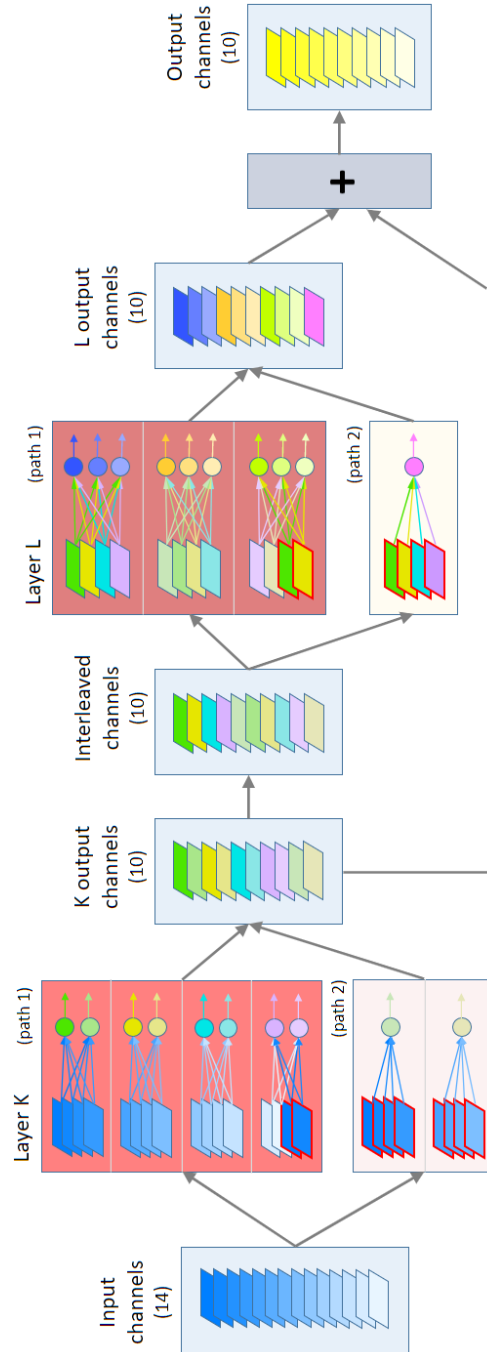 Input
channels
(14)
Layer K
(path 1)
(path 2)
K output
channels
(10)
Interleaved
channels
(10)
Layer L
(path 1)
(path 2)
L output
channels
(10)
+
Output
channels
(10)